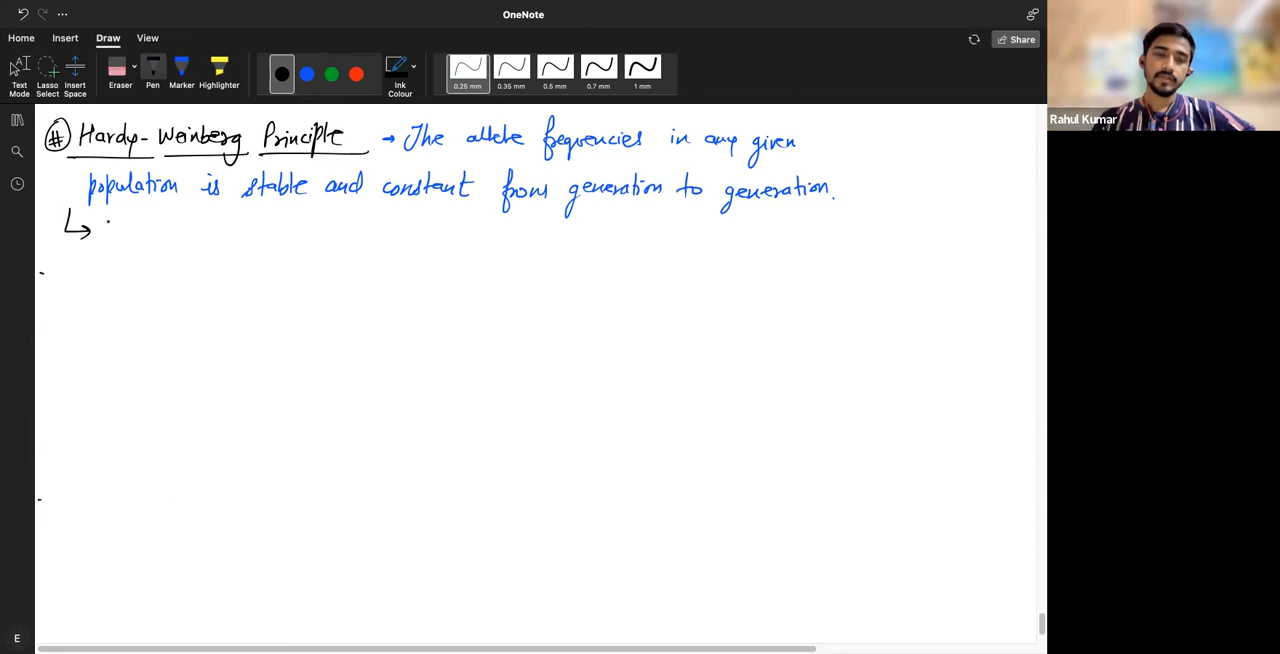 OneNote
Home Insert Draw View
Share
Text Mode
Lasso Select
Insert Space
Eraser
Pen
Marker
Highlighter
Ink Colour
0.25 mm
0.35 mm
0.5 mm
0.7 mm
1 mm
Rahul Kumar
# Hardy-Weinberg Principle → The allele frequencies in any given
population is stable and constant from generation to generation.
E